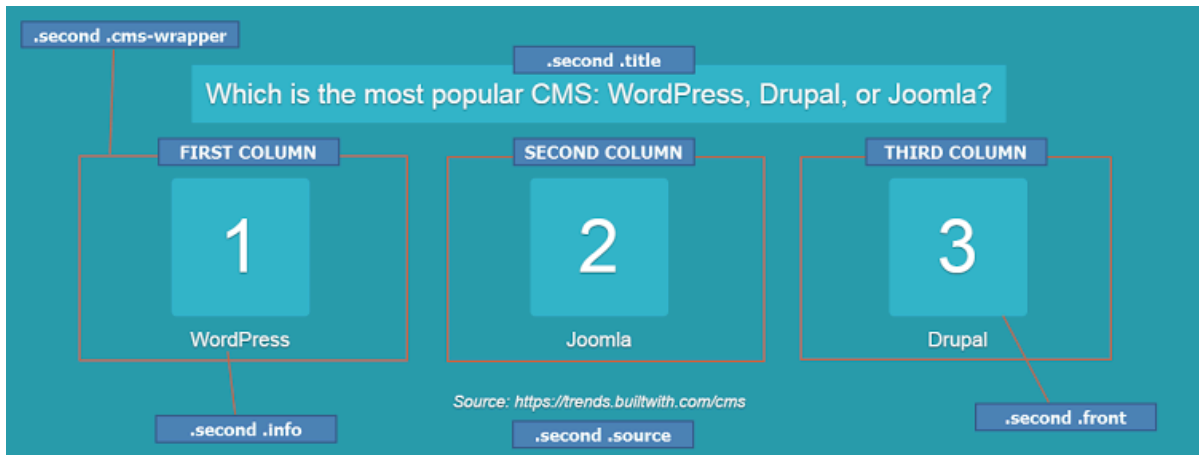 .second .cms-wrapper
.second .title
Which is the most popular CMS: WordPress, Drupal, or Joomla?
FIRST COLUMN
SECOND COLUMN
THIRD COLUMN
1
2
3
WordPress
Joomla
Drupal
Source: https://trends.builtwith.com/cms
.second .info
.second .source
.second .front